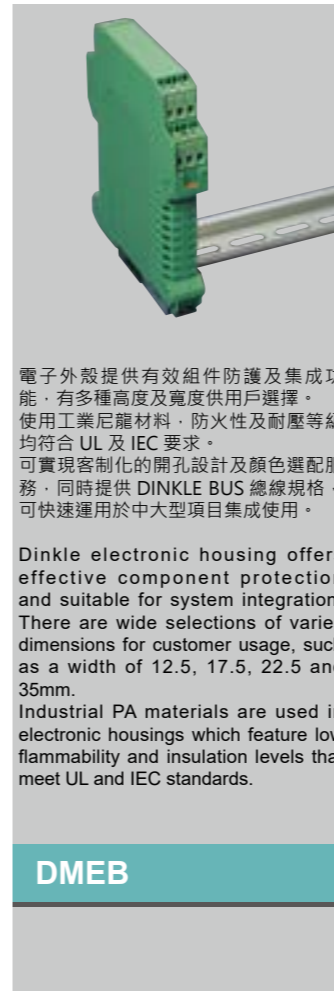 電子外殼提供有效組件防護及集成功
能，有多種高度及寬度供用戶選擇。
使用工業尼龍材料，防火性及耐壓等級
均符合 UL 及 IEC 要求。
可實現客制化的開孔設計及顏色選配服
務，同時提供 DINKLE BUS 總線規格，
可快速運用於中大型項目集成使用。
Dinkle electronic housing offer
effective component protection
and suitable for system integration
There are wide selections of varie
dimensions for customer usage, such
as a width of 12.5, 17.5, 22.5 and
35mm.
Industrial PA materials are used in
electronic housings which feature low
flammability and insulation levels tha
meet UL and IEC standards.
DMEB